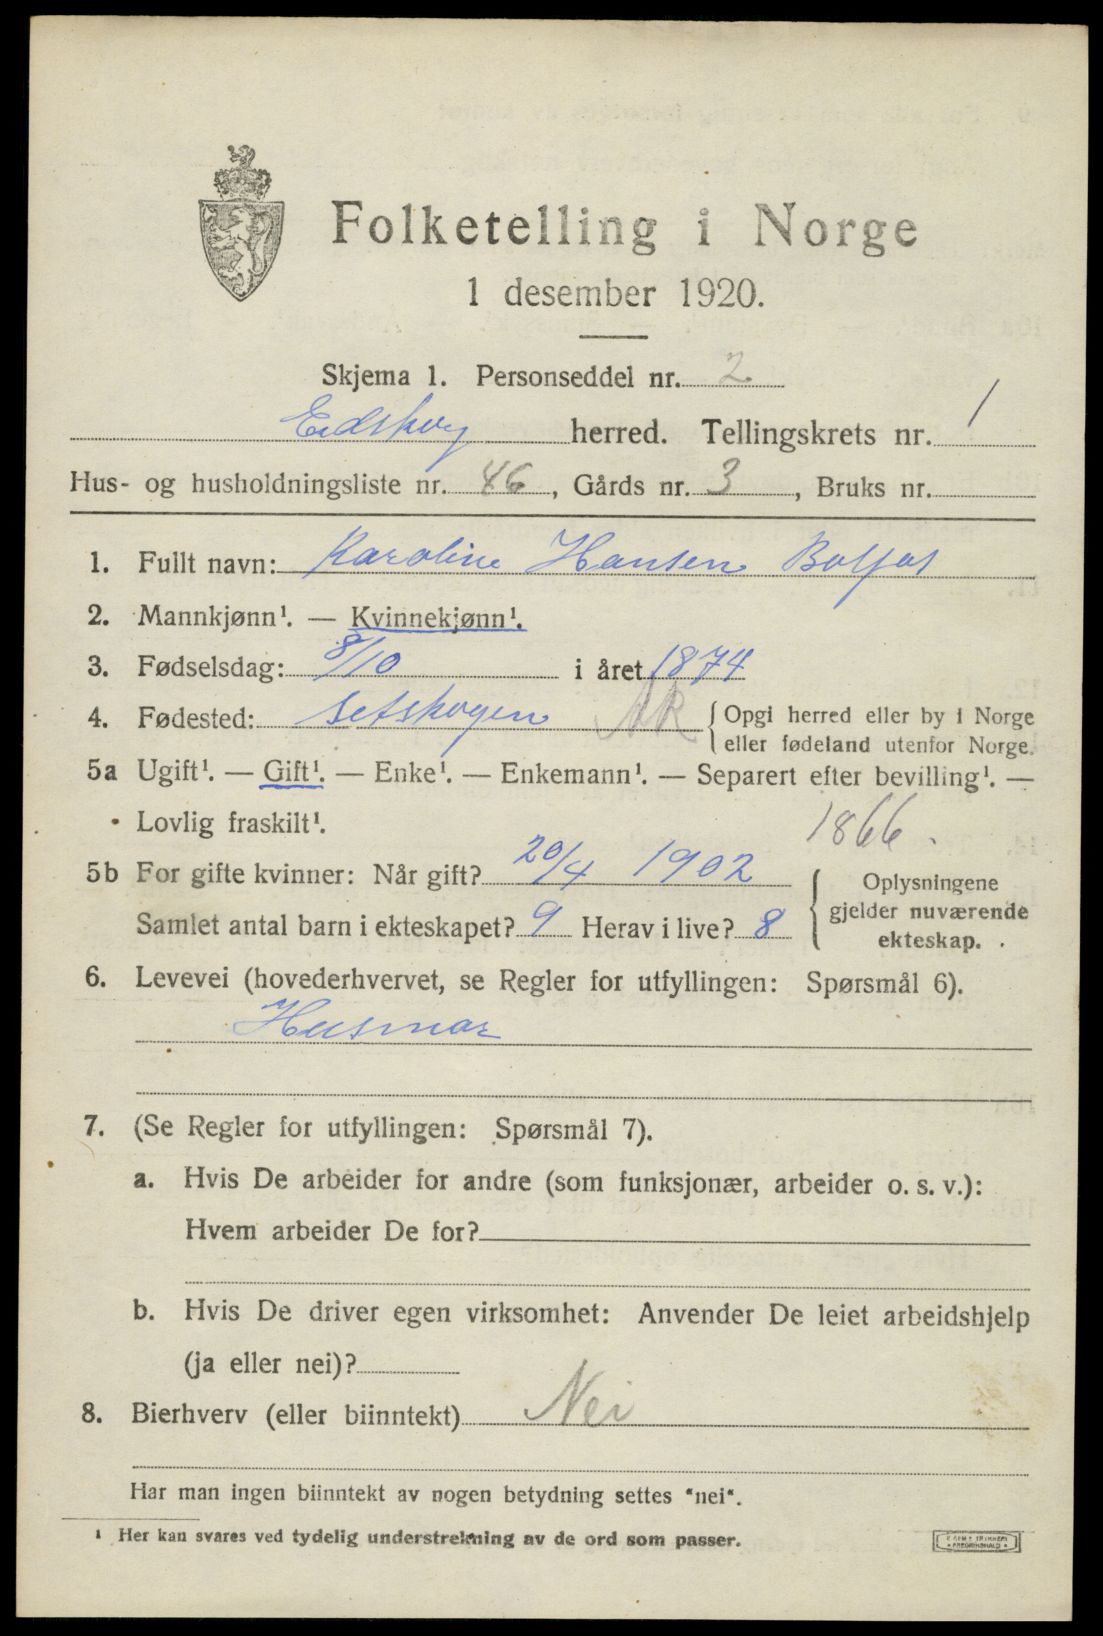 Folketelling i Norge
1 desember 1920.
Skjema 1. Personseddel nr. 2
Eidskog herred. Tellingskrets nr. 1
Hus- og husholdningsliste nr. 46, Gårds nr. 3, Bruks nr.
1. Fullt navn: Karoline Hansen Bolfos
2. Mannkjønn¹. — Kvinnekjønn¹.
3. Fødselsdag: 8/10 i året 1874
4. Fødested: Setskogen AK { Opgi herred eller by i Norge
eller fødeland utenfor Norge.
5a Ugift¹. — Gift¹. — Enke¹. — Enkemann¹. — Separert efter bevilling¹. —
Lovlig fraskilt¹. 1866.
5b For gifte kvinner: Når gift? 20/4 1902 { Oplysningene
gjelder nuværende
Samlet antal barn i ekteskapet? 9 Herav i live? 8 ekteskap.
6. Levevei (hovederhvervet, se Regler for utfyllingen: Spørsmål 6).
Husmor
7. (Se Regler for utfyllingen: Spørsmål 7).
a. Hvis De arbeider for andre (som funksjonær, arbeider o. s. v.):
Hvem arbeider De for?
b. Hvis De driver egen virksomhet: Anvender De leiet arbeidshjelp
(ja eller nei)?
8. Bierhverv (eller biinntekt) Nei
Har man ingen biinntekt av nogen betydning settes "nei".
¹ Her kan svares ved tydelig understrekning av de ord som passer.